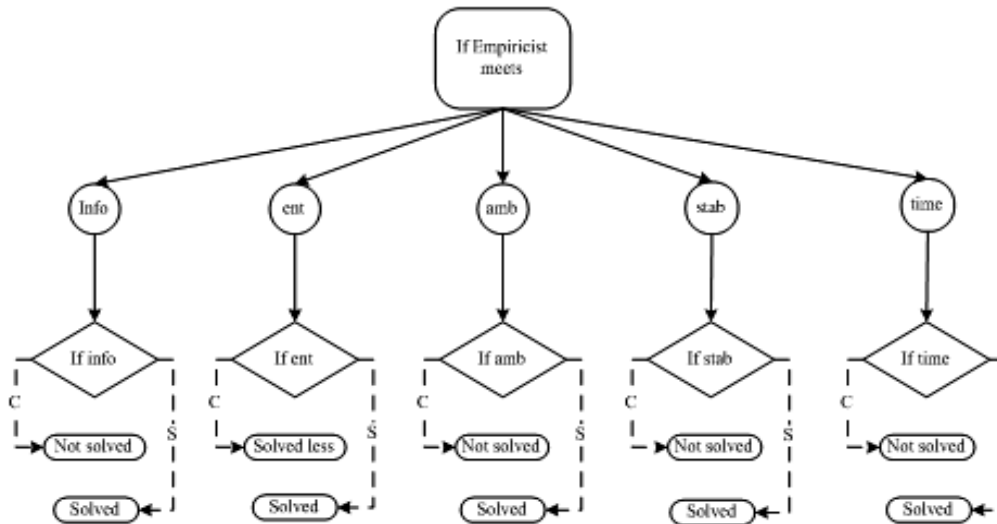 If Empiricist
meets
Info
ent
amb
stab
time
If info
If ent
If amb
If stab
If time
C
C
C
C
C
S
S
S
S
Not solved
Solved less
Not solved
Not solved
Not solved
Solved
Solved
Solved
Solved
Solved